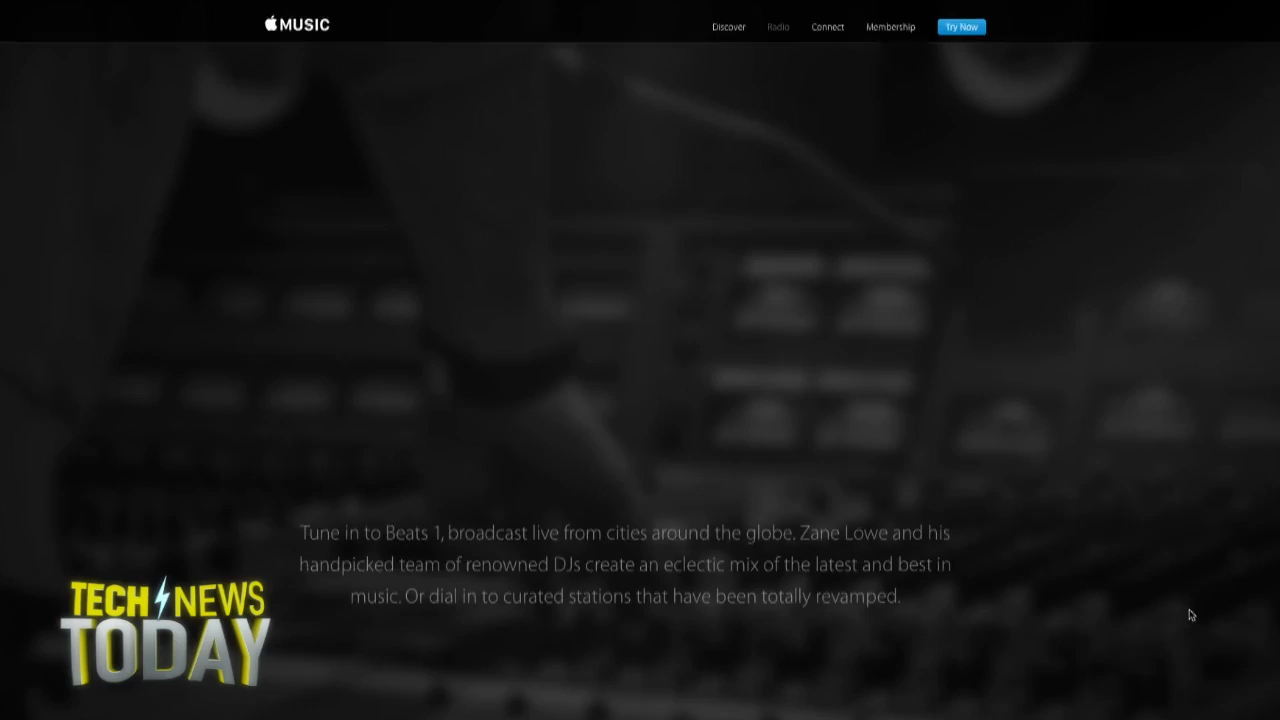 MUSIC
Discover
Radio
Connect
Membership
Try Now
Tune in to Beats 1, broadcast live from cities around the globe. Zane Lowe and his
handpicked team of renowned DJs create an eclectic mix of the latest and best in
music. Or dial in to curated stations that have been totally revamped.
TECH NEWS
TODAY